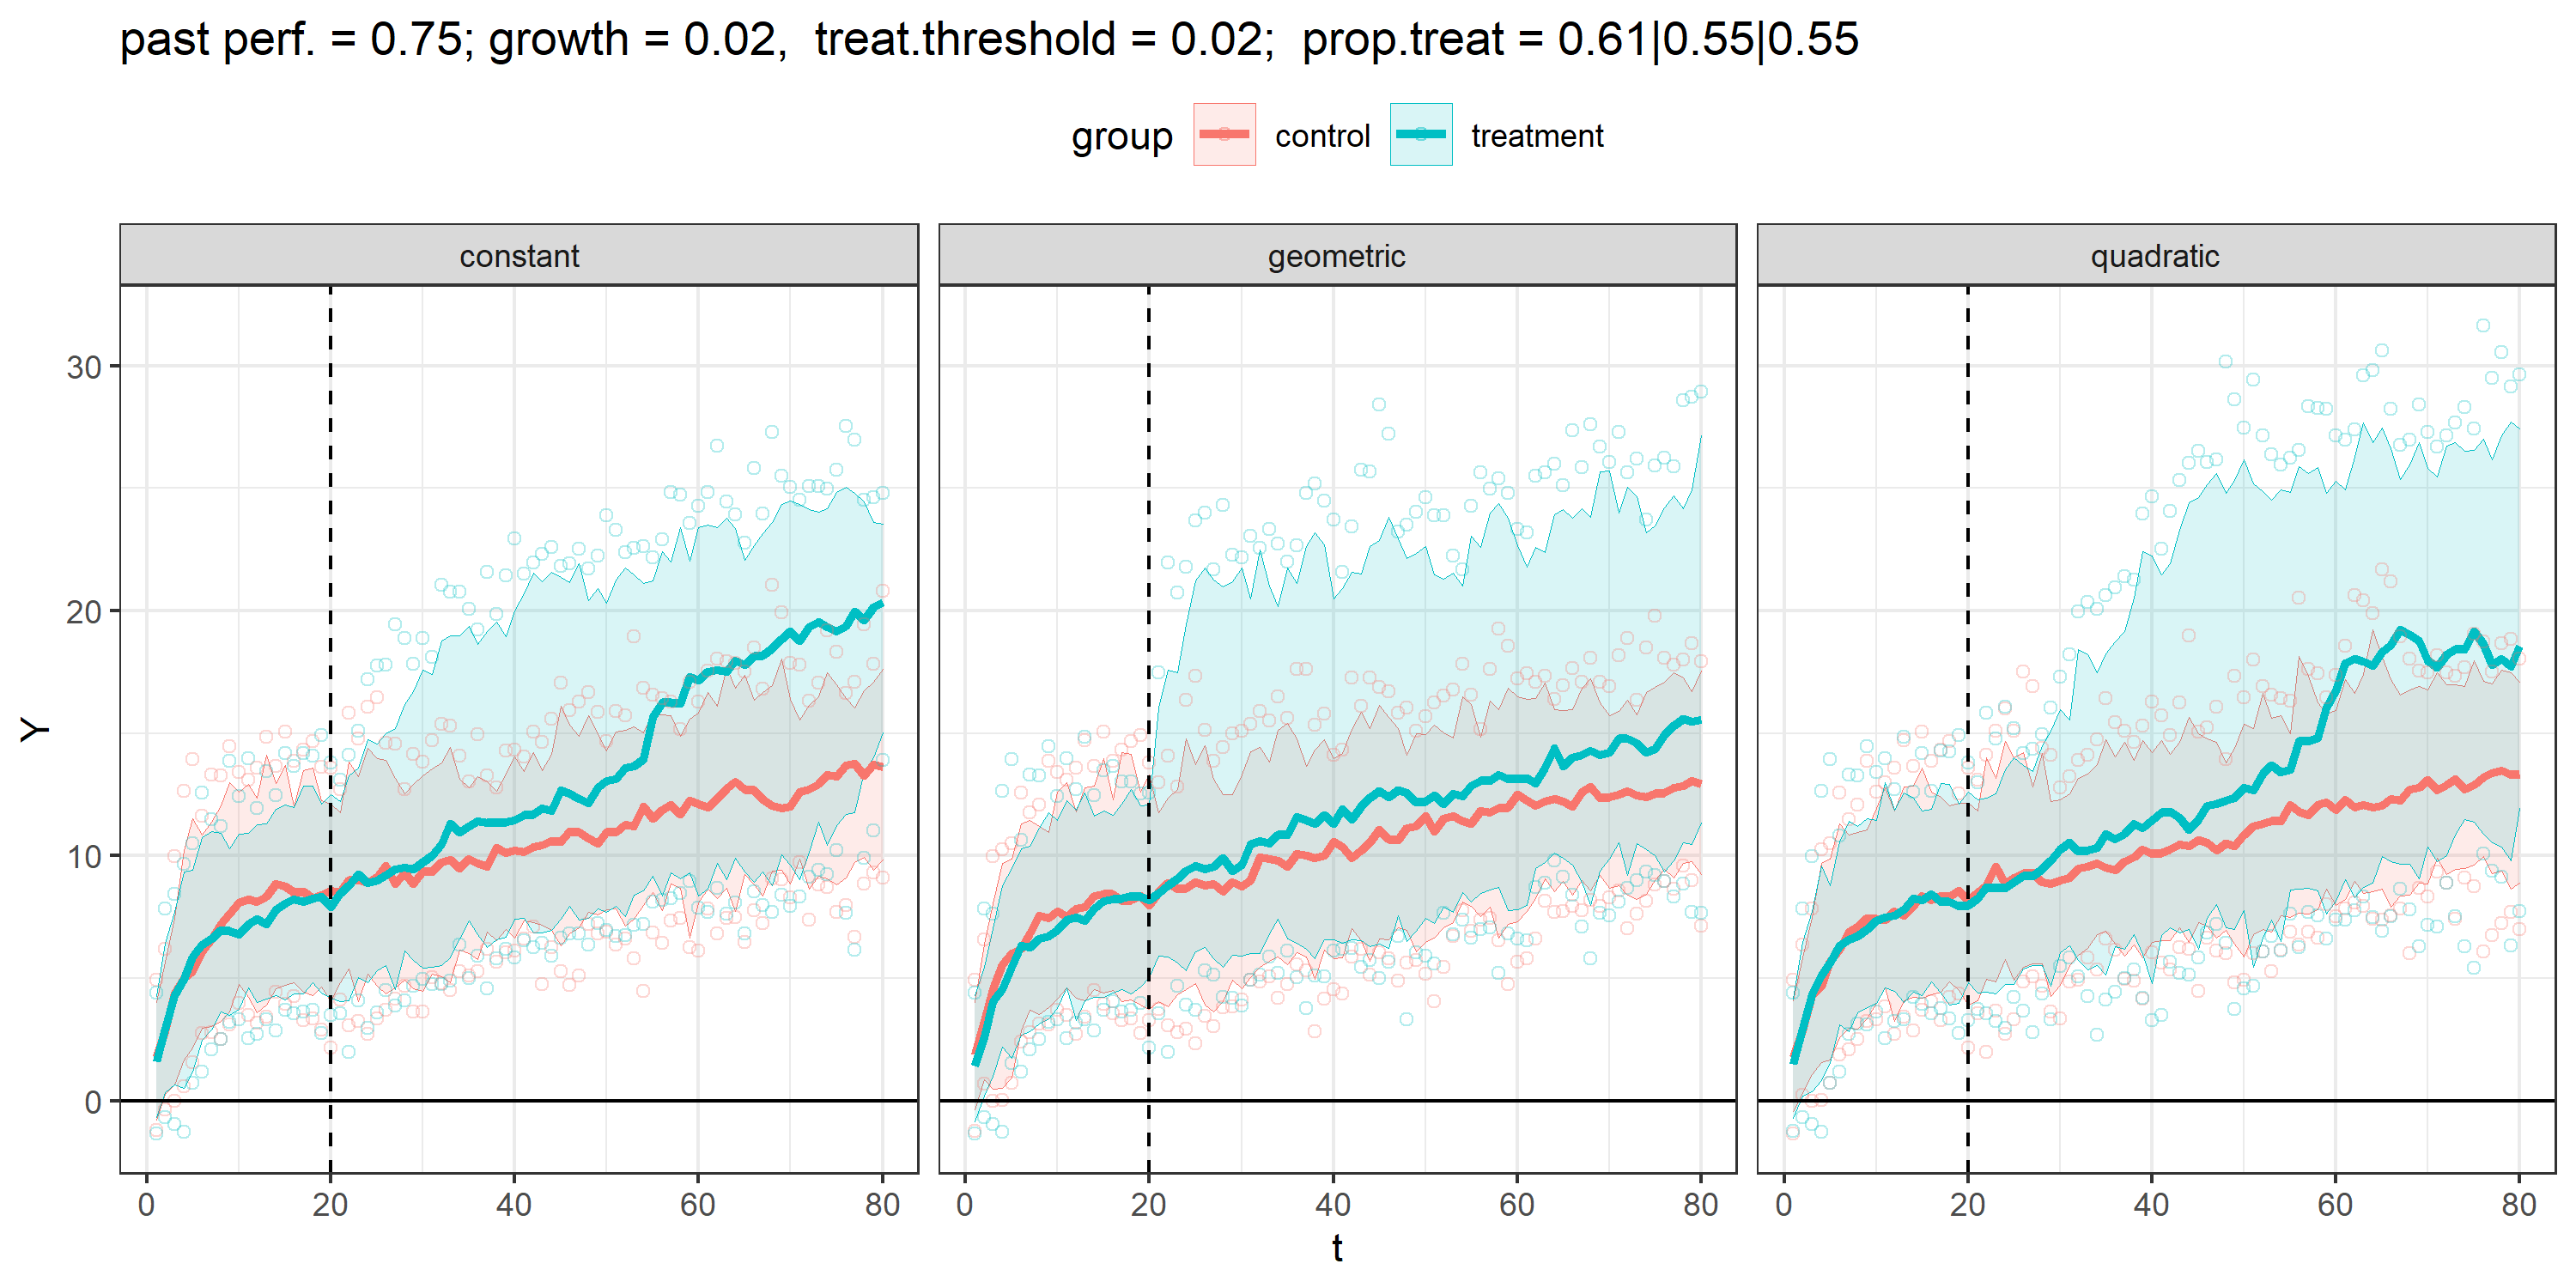 past perf. = 0.75; growth = 0.02,  treat.threshold = 0.02;  prop.treat = 0.61|0.55|0.55
group control treatment
constant geometric quadratic
30
20
10
0
Y
0 20 40 60 80 0 20 40 60 80 0 20 40 60 80
t